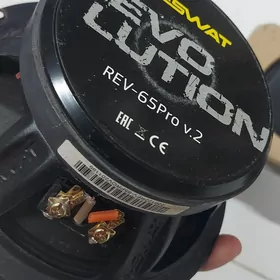 SWAT
EVO
LUTION
REV-65Pro v.2
EAC CE